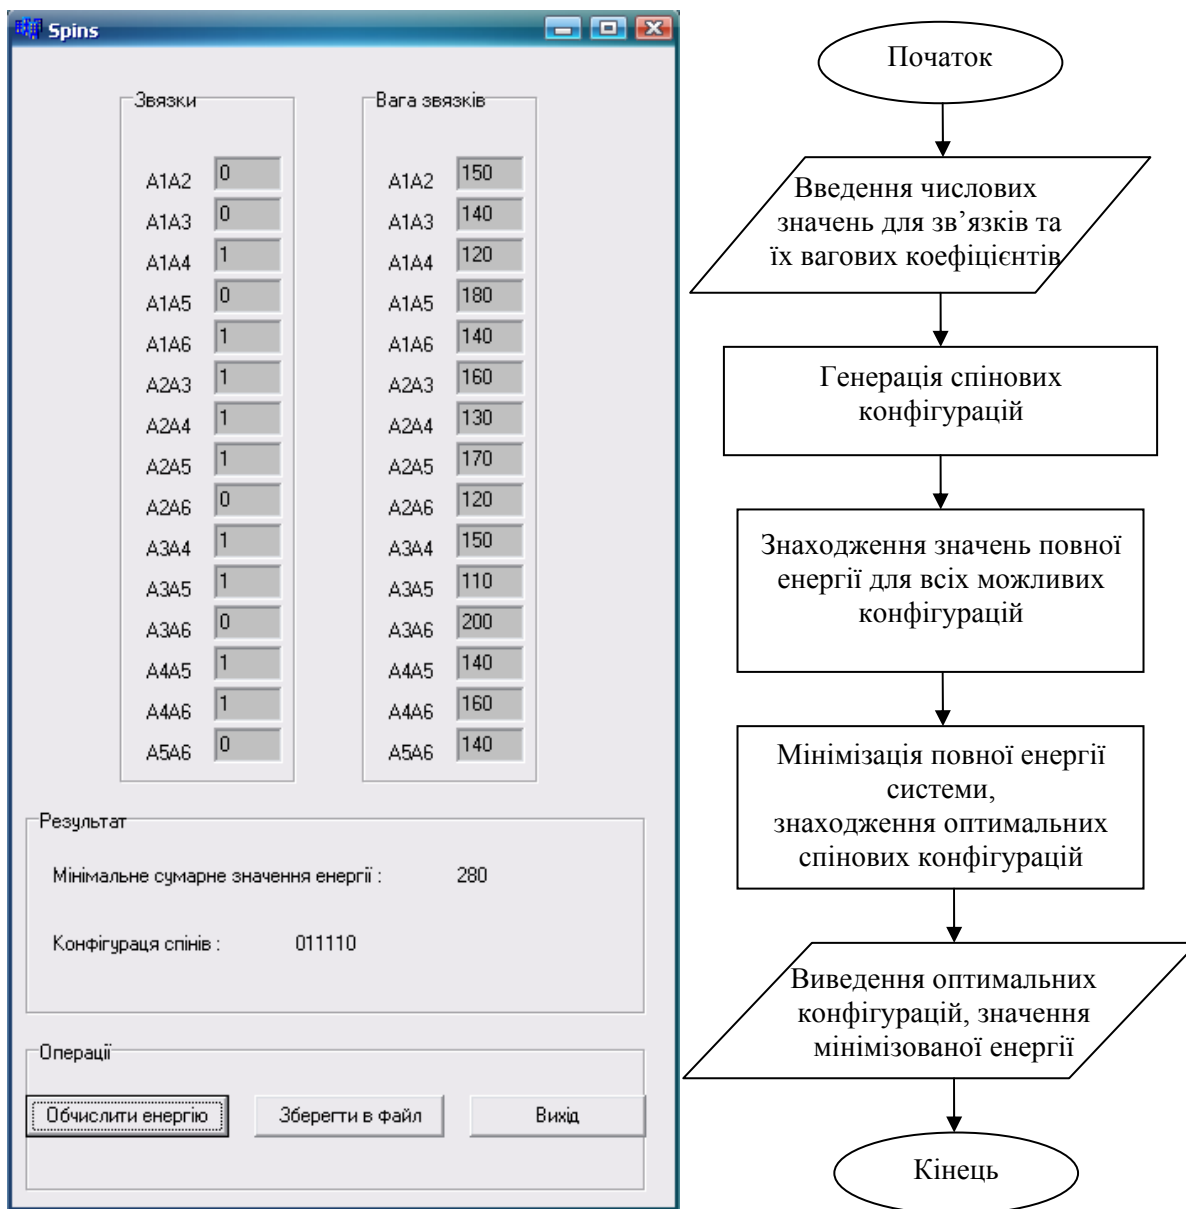 Spins
Звязки
A1A2 0
A1A3 0
A1A4 1
A1A5 0
A1A6 1
A2A3 1
A2A4 1
A2A5 1
A2A6 0
A3A4 1
A3A5 1
A3A6 0
A4A5 1
A4A6 1
A5A6 0
Вага звязків
A1A2 150
A1A3 140
A1A4 120
A1A5 180
A1A6 140
A2A3 160
A2A4 130
A2A5 170
A2A6 120
A3A4 150
A3A5 110
A3A6 200
A4A5 140
A4A6 160
A5A6 140
Результат
Мінімальне сумарне значення енергії : 280
Конфігураця спінів : 011110
Операції
Обчислити енергію
Зберегти в файл
Вихід
Початок
Введення числових
значень для зв’язків та
їх вагових коефіцієнтів
Генерація спінових
конфігурацій
Знаходження значень повної
енергії для всіх можливих
конфігурацій
Мінімізація повної енергії
системи,
знаходження оптимальних
спінових конфігурацій
Виведення оптимальних
конфігурацій, значення
мінімізованої енергії
Кінець